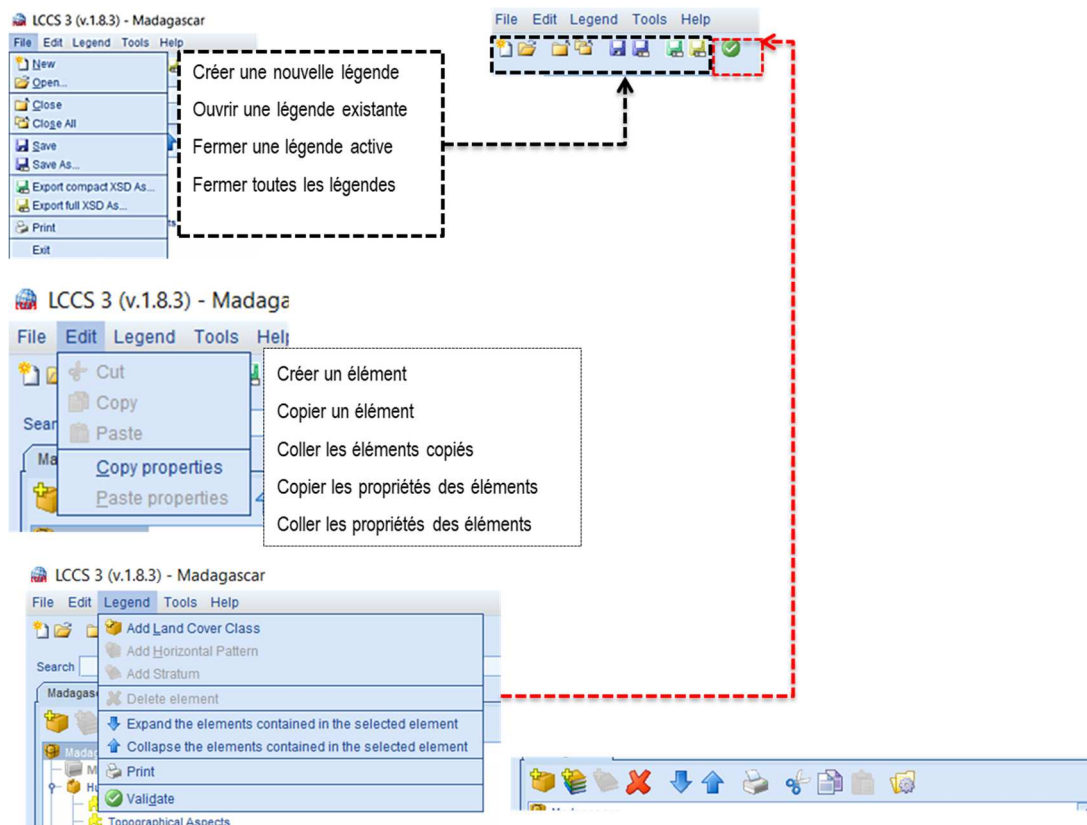 LCCS 3 (v.1.8.3) - Madagascar
File Edit Legend Tools Help
New
Open...
Close
Close All
Save
Save As...
Export compact XSD As...
Export full XSD As...
Print
Exit
Créer une nouvelle légende
Ouvrir une légende existante
Fermer une légende active
Fermer toutes les légendes
File Edit Legend Tools Help
LCCS 3 (v.1.8.3) - Madaga
File Edit Legend Tools Hel
Sear
Ma
Cut
Copy
Paste
Copy properties
Paste properties
Créer un élément
Copier un élément
Coller les éléments copiés
Copier les propriétés des éléments
Coller les propriétés des éléments
LCCS 3 (v.1.8.3) - Madagascar
File Edit Legend Tools Help
Search
Madagas
Add Land Cover Class
Add Horizontal Pattern
Add Stratum
Delete element
Expand the elements contained in the selected element
Collapse the elements contained in the selected element
Print
Validate
Topographical Aspects